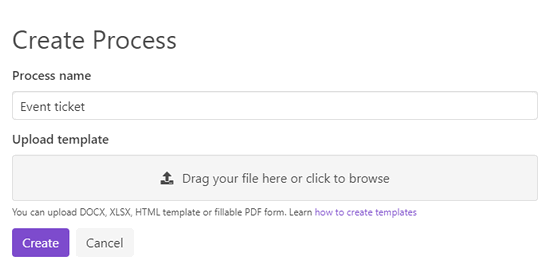 Create Process
Process name
Event ticket
Upload template
Drag your file here or click to browse
You can upload DOCX, XLSX, HTML template or fillable PDF form. Learn how to create templates
Create Cancel